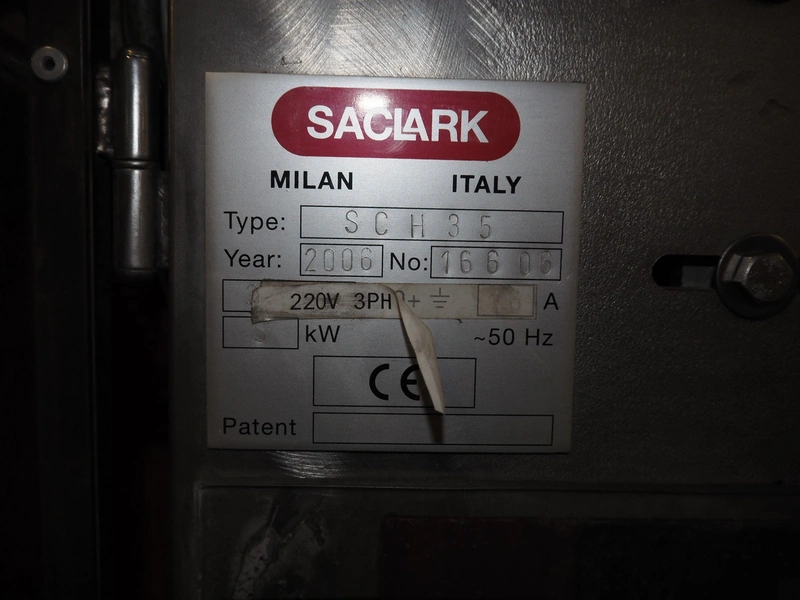 SACLARK
MILAN ITALY
Type: SCH35
Year: 2006 No: 16606
220V 3PH + A
kW ~50 Hz
CE
Patent